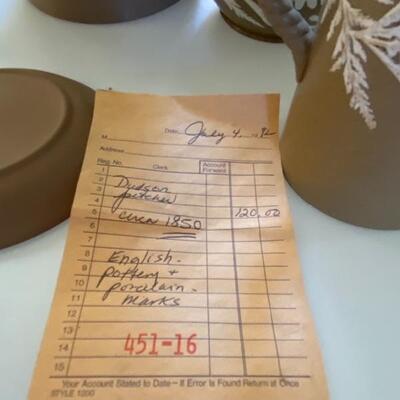 Date July 4, 1992
M
Address
Reg. No. Clerk Account Forward
1
2 Dudson
3 pitcher
4
5 circa 1850 120.00
6
7
8 English -
9 pottery +
10 porcelain -
11 marks
12
13
14 451-16
15
Your Account Stated to Date—If Error Is Found Return at Once
STYLE 1200